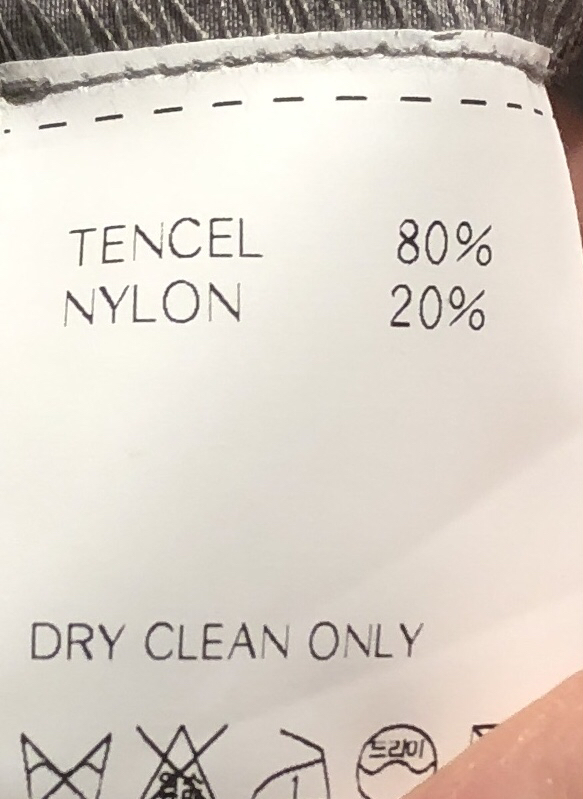 TENCEL 80%
NYLON 20%
DRY CLEAN ONLY
드라이